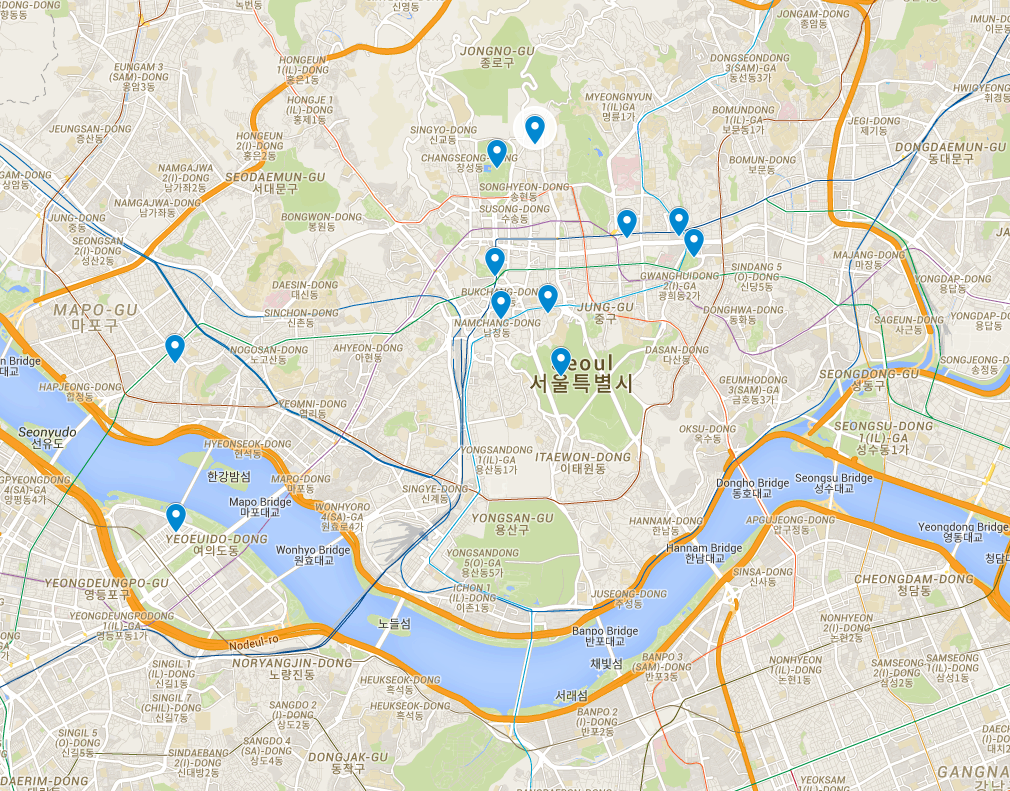 녹번동
신영동
JONGAM-DONG
종암동
IMUN-DO
이문동
JONGNO-GU
종로구
DONGSEONDONG
3(SAM)-GA
동선동3가
EUNGAM 3
(SAM)-DONG
응암3동
HONGEUN
1(IL)-DONG
홍은1동
HWIGYEONG
휘경동
HONGJE 1
(IL)-DONG
홍제1동
MYEONGNYUN
1(IL)GA
명륜1가
BOMUNDONG
1(IL)-GA
보문동1가
JEGI-DONG
제기동
JEUNGSAN-DONG
증산동
SINGYO-DONG
신교동
HONGEUN
2(I)-DONG
홍은2동
CHANGSEONG-DONG
창성동
BOMUN-DONG
보문동
DONGDAEMUN-GU
동대문구
GAM-DONG
상암동
NAMGAJWA
2(I)-DONG
남가좌2동
SEODAEMUN-GU
서대문구
SONGHYEON-DONG
송현동
NAMGAJWA-DONG
남가좌동
SUSONG-DONG
수송동
JUNG-DONG
중동
BONGWON-DONG
봉원동
SEONGSAN
2(I)-DONG
성산2동
MAJANG-DONG
마장동
DAESIN-DONG
대신동
GWANGHUIDONG
2(I)-GA
광희동2가
SINDANG 5
(O)-DONG
신당5동
YONGDAP-DONG
용답동
BUKCHANG-DONG
MAPO-GU
마포구
SINCHON-DONG
신촌동
JUNG-GU
중구
DONGHWA-DONG
동화동
NAMCHANG-DONG
남창동
SAGEUN-DONG
사근동
YONGDAP-DO
용답동
NOGOSAN-DONG
노고산동
AHYEON-DONG
아현동
DASAN-DONG
다산동
SONGJEONG-D
송정동
Bridge
대교
Seoul
서울특별시
HAPJEONG-DONG
합정동
GEUMHODONG
3(SAM)-GA
금호동3가
SEONGDONG-GU
성동구
YEOMNI-DONG
염리동
Seonyudo
선유도
OKSU-DONG
옥수동
SEONGSU-DONG
1(IL)-GA
성수동1가
HYEONSEOK-DONG
현석동
YONGSANDONG
1(IL)-GA
용산동1가
ITAEWON-DONG
이태원동
한강밤섬
MAPO-DONG
마포동
Dongho Bridge
동호대교
Seongsu Bridge
성수대교
4(SA)-GA
SINGYE-DONG
신계동
Mapo Bridge
마포대교
WONHYORO
4(SA)-GA
원효로4가
YONGSAN-GU
용산구
HANNAM-DONG
한남동
APGUJEONG-DONG
압구정동
Yeongdong Bridge
영동대교
YEOEUIDO-DONG
여의도동
Wonhyo Bridge
원효대교
YONGSANDONG
5(O)-GA
용산동5가
Hannam Bridge
한남대교
YEONGDEUNGPO-GU
영등포구
SINSA-DONG
신사동
CHEONGDAM-DONG
청담동
ICHON 1
(IL)-DONG
이촌1동
JUSEONG-DONG
주성동
YEONGDEUNGPODONG
1(IL)-GA
영등포동1가
노들섬
NONHYEON
2(I)-DONG
논현2동
Nodeul-ro
Banpo Bridge
반포대교
채빛섬
BANPO 3
(SAM)-DONG
반포3동
NONHYEON
1(IL)-DONG
논현1동
SAMSEONG
2(I)-DONG
삼성2동
SAMSEONG
1(IL)-DONG
삼성1동
SINGIL 1
(IL)-DONG
신길1동
NORYANGJIN-DONG
노량진동
HEUKSEOK-DONG
흑석동
서래섬
SINGIL 7
(CHIL)-DONG
신길7동
SANGDO 2
(I)-DONG
상도2동
HEUKSEOK-DONG
흑석동
BANPO 2
(I)-DONG
반포2동
SINGIL 5
(O)-DONG
신길5동
SANGDO 4
(SA)-DONG
상도4동
SINDAEBANG
2(I)-DONG
신대방2동
DONGJAK-GU
동작구
DAERIM-DONG
YEOKSAM
1(IL)-DONG
GANGNA
강남